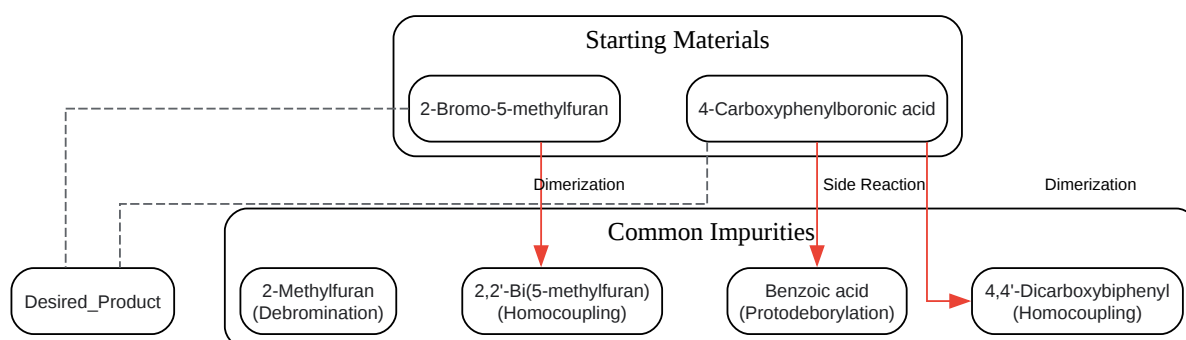 Starting Materials
2-Bromo-5-methylfuran
4-Carboxyphenylboronic acid
Dimerization
Side Reaction
Dimerization
Common Impurities
Desired_Product
2-Methylfuran
(Debromination)
2,2'-Bi(5-methylfuran)
(Homocoupling)
Benzoic acid
(Protodeborylation)
4,4'-Dicarboxybiphenyl
(Homocoupling)